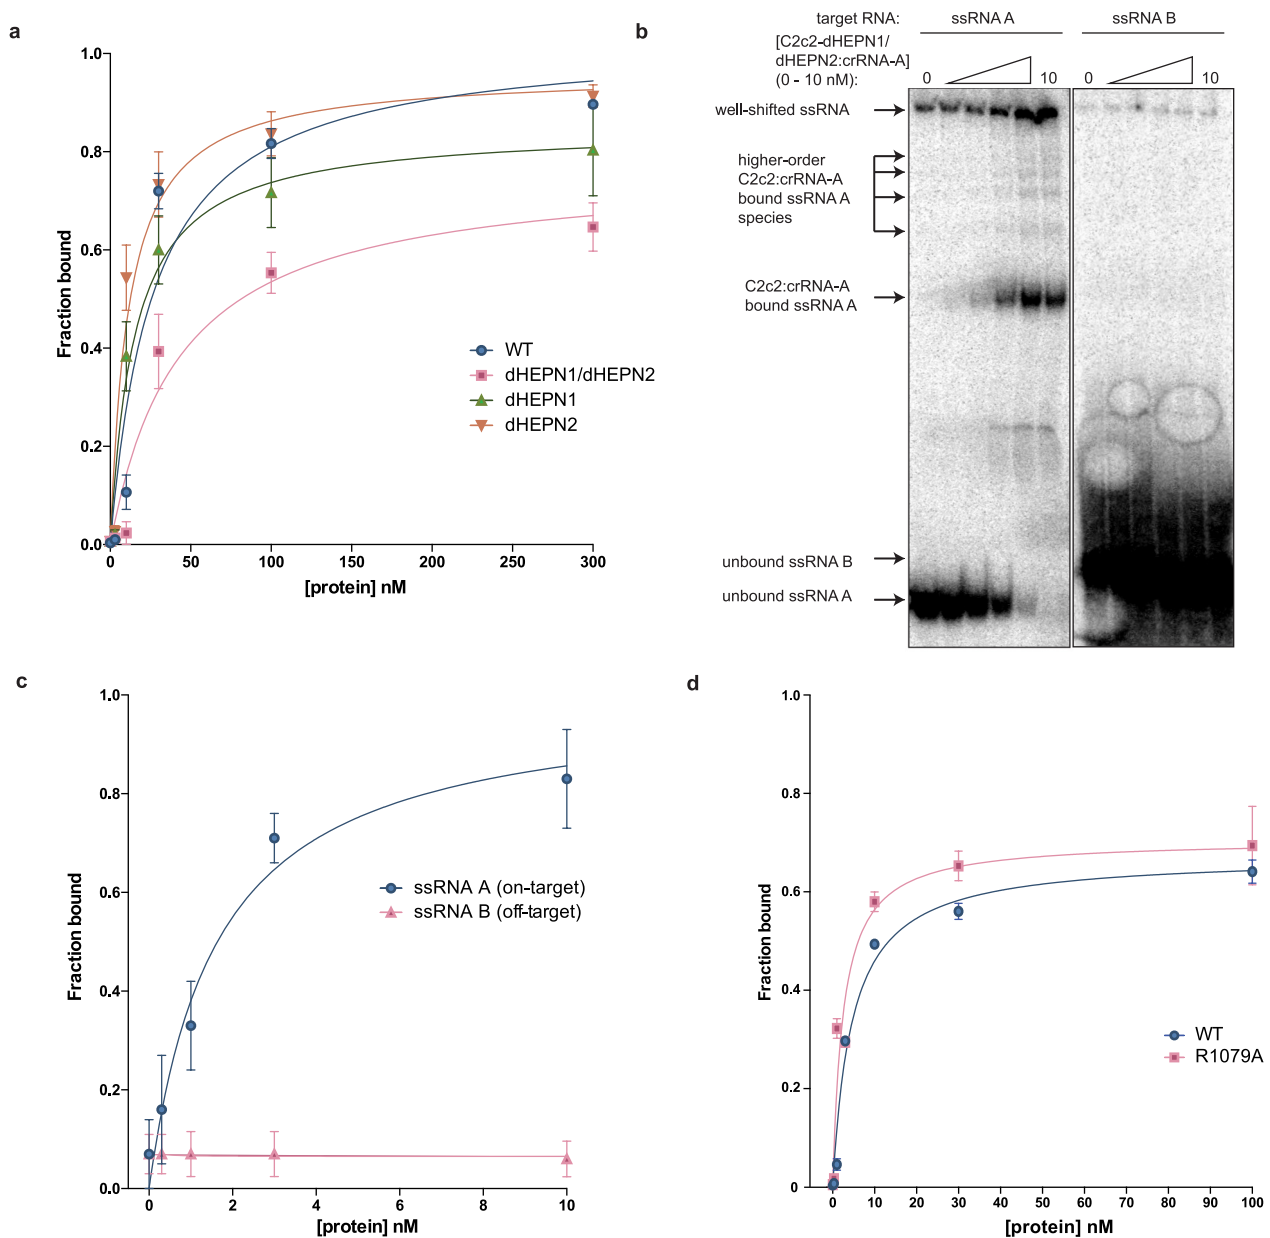 a
1.0
0.8
0.6
0.4
0.2
0.0
0
50
100
150
200
250
300
Fraction bound
[protein] nM
WT
dHEPN1/dHEPN2
dHEPN1
dHEPN2
b
target RNA:
ssRNA A
ssRNA B
[C2c2-dHEPN1/
dHEPN2:crRNA-A]
(0 - 10 nM):
0
10
0
10
well-shifted ssRNA
higher-order
C2c2:crRNA-A
bound ssRNA A
species
C2c2:crRNA-A
bound ssRNA A
unbound ssRNA B
unbound ssRNA A
c
1.0
0.8
0.6
0.4
0.2
0.0
0
2
4
6
8
10
Fraction bound
[protein] nM
ssRNA A (on-target)
ssRNA B (off-target)
d
1.0
0.8
0.6
0.4
0.2
0
0
10
20
30
40
50
60
70
80
90
100
Fraction bound
[protein] nM
WT
R1079A